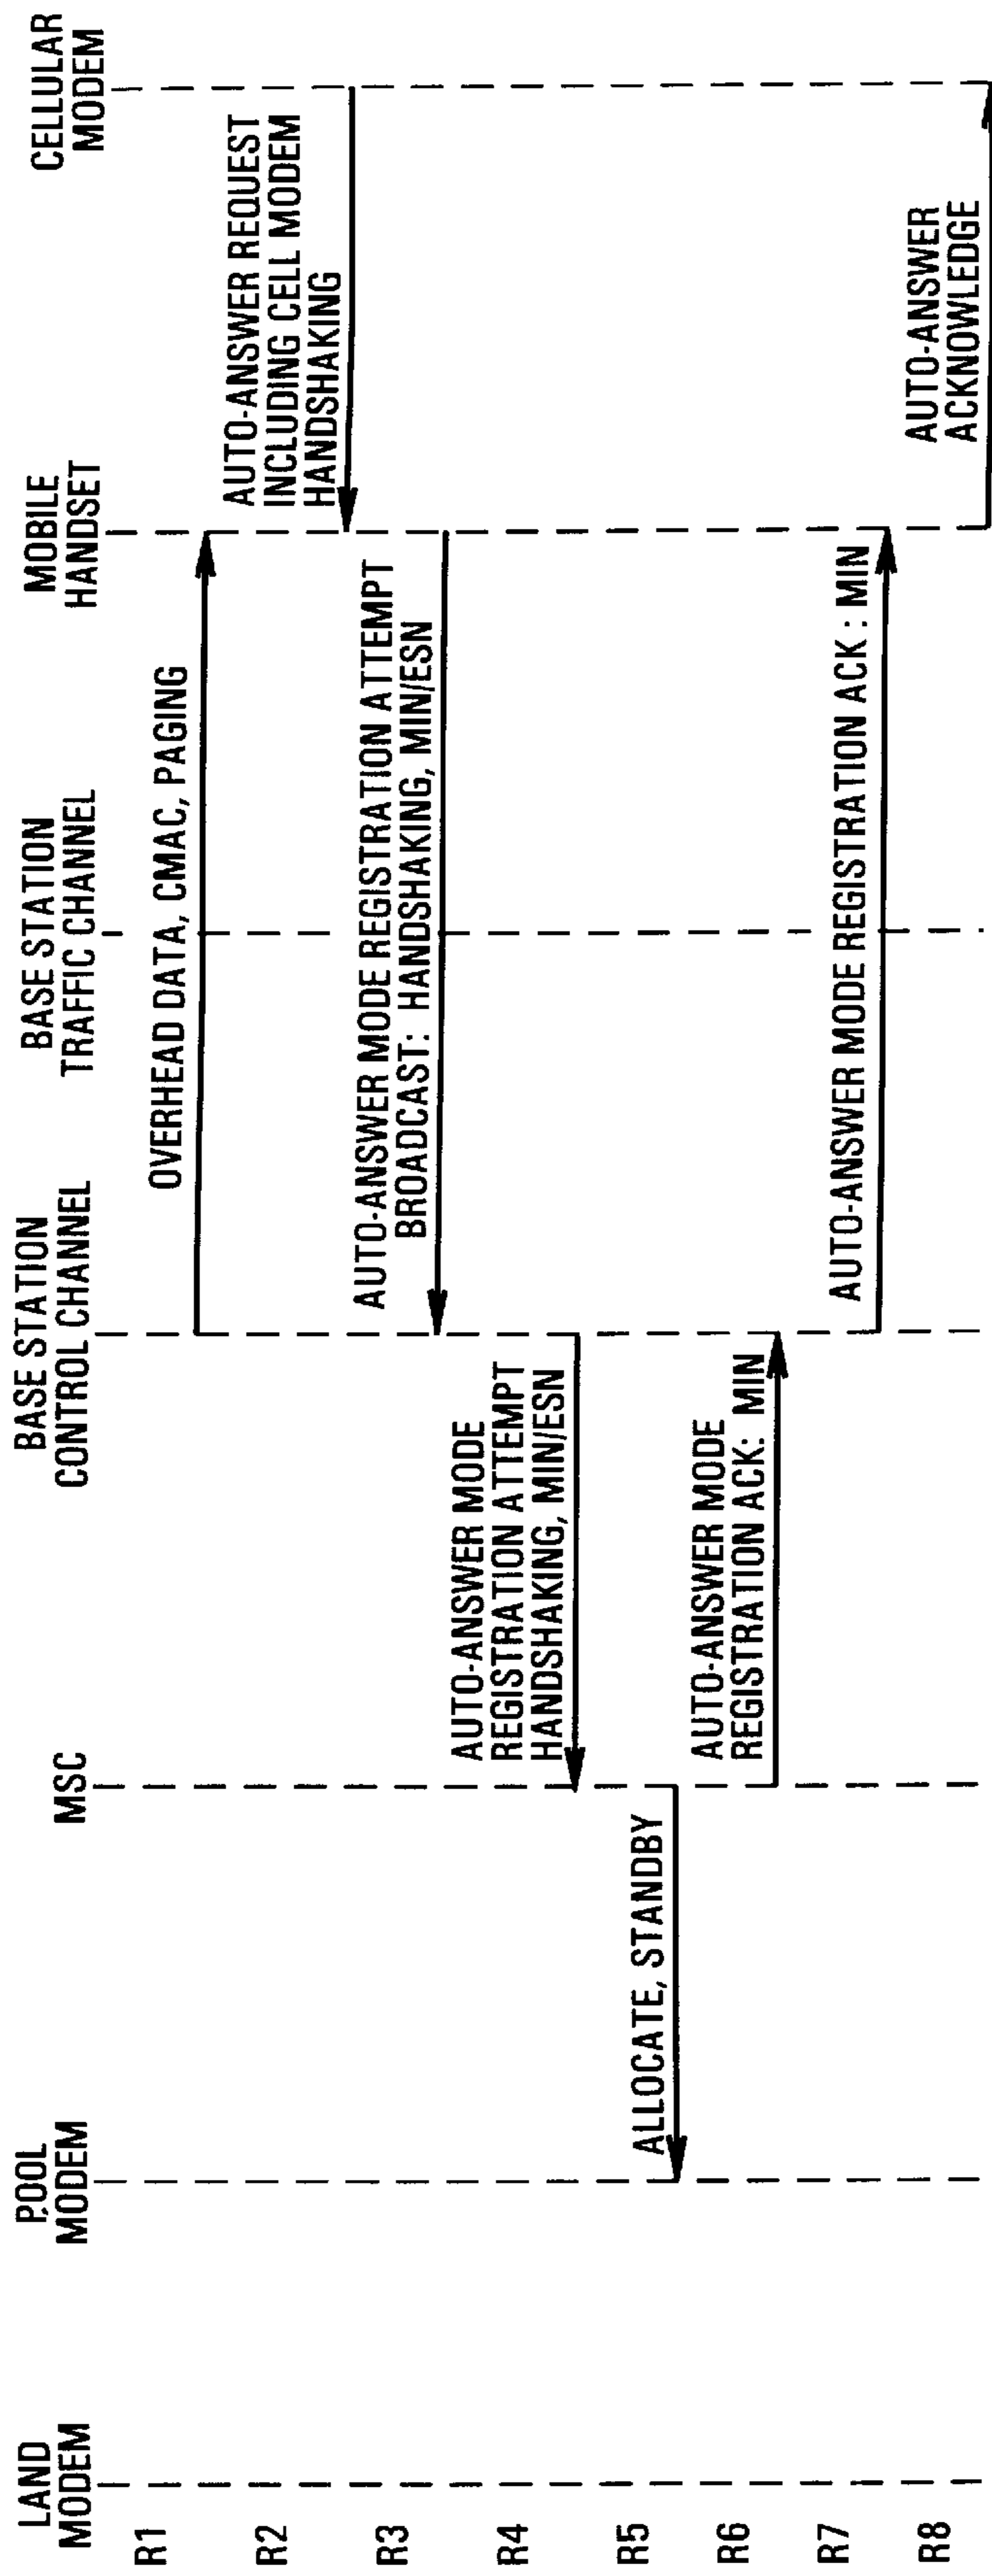 LAND
MODEM
POOL
MODEM
MSC
BASE STATION
CONTROL CHANNEL
BASE STATION
TRAFFIC CHANNEL
MOBILE
HANDSET
CELLULAR
MODEM
R1
OVERHEAD DATA, CMAC, PAGING
R2
AUTO-ANSWER REQUEST
INCLUDING CELL MODEM
HANDSHAKING
R3
AUTO-ANSWER MODE REGISTRATION ATTEMPT
BROADCAST: HANDSHAKING, MIN/ESN
R4
AUTO-ANSWER MODE
REGISTRATION ATTEMPT
HANDSHAKING, MIN/ESN
R5
ALLOCATE, STANDBY
R6
AUTO-ANSWER MODE
REGISTRATION ACK: MIN
R7
AUTO-ANSWER MODE REGISTRATION ACK : MIN
R8
AUTO-ANSWER
ACKNOWLEDGE